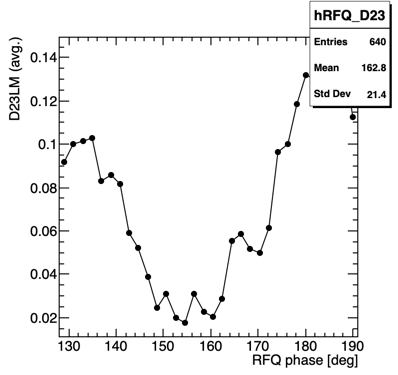 hRFQ_D23
Entries 640
Mean 162.8
Std Dev 21.4
D23LM (avg.)
0.14
0.12
0.1
0.08
0.06
0.04
0.02
130 140 150 160 170 180 190
RFQ phase [deg]